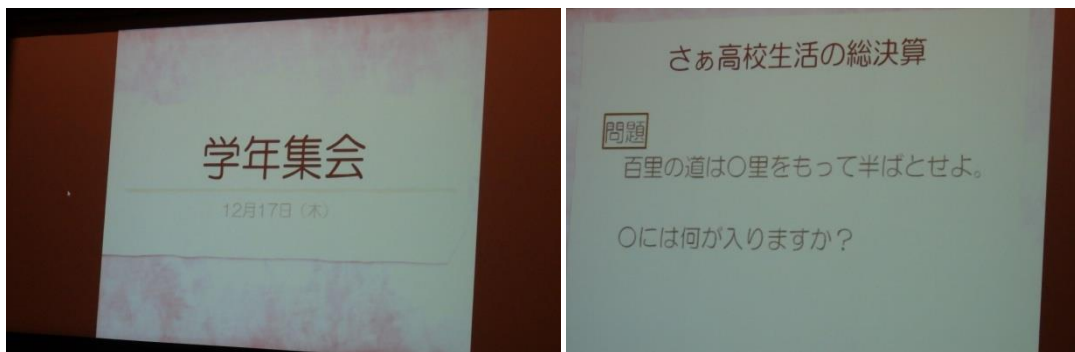 学年集会
12月17日（木）
さぁ高校生活の総決算
問題
百里の道は〇里をもって半ばとせよ。
〇には何が入りますか？